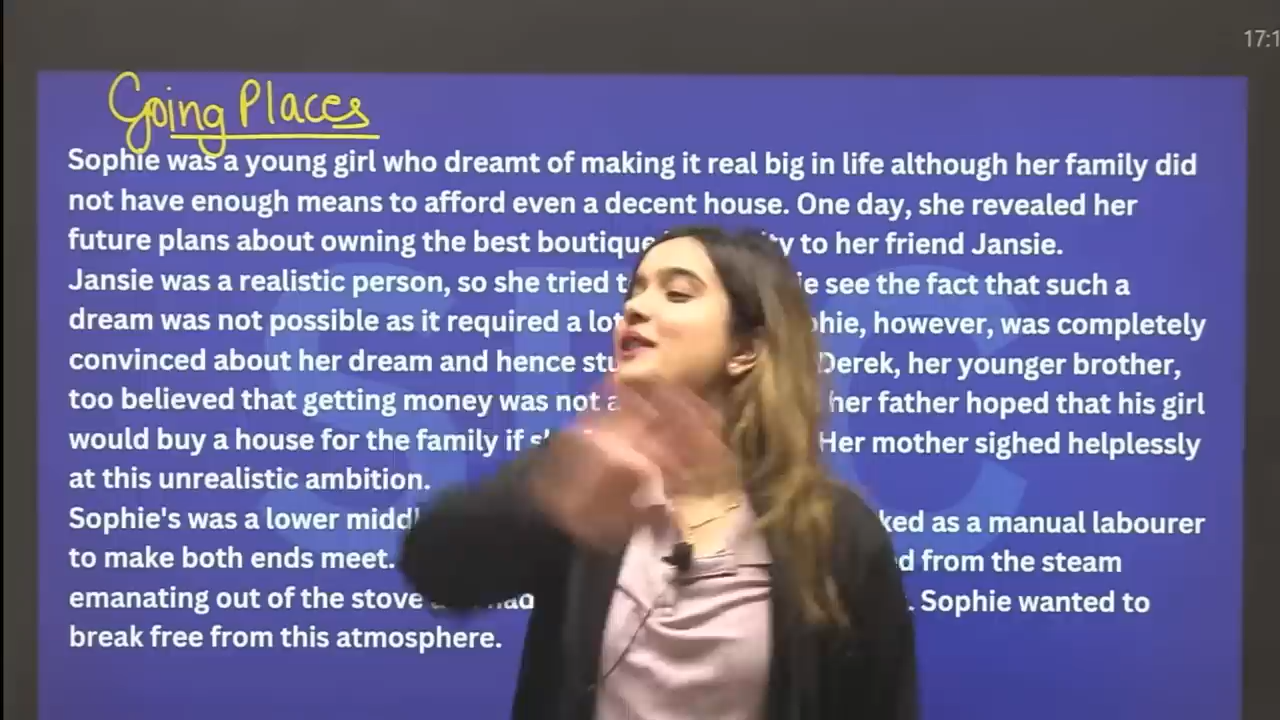 17:1
Going Places
Sophie was a young girl who dreamt of making it real big in life although her family did
not have enough means to afford even a decent house. One day, she revealed her
future plans about owning the best boutique to her friend Jansie.
Jansie was a realistic person, so she tried see the fact that such a
dream was not possible as it required a however, was completely
convinced about her dream and hence Derek, her younger brother,
too believed that getting money was not her father hoped that his girl
would buy a house for the family if Her mother sighed helplessly
at this unrealistic ambition.
Sophie's was a lower as a manual labourer
to make both ends meet. from the steam
emanating out of the stove Sophie wanted to
break free from this atmosphere.